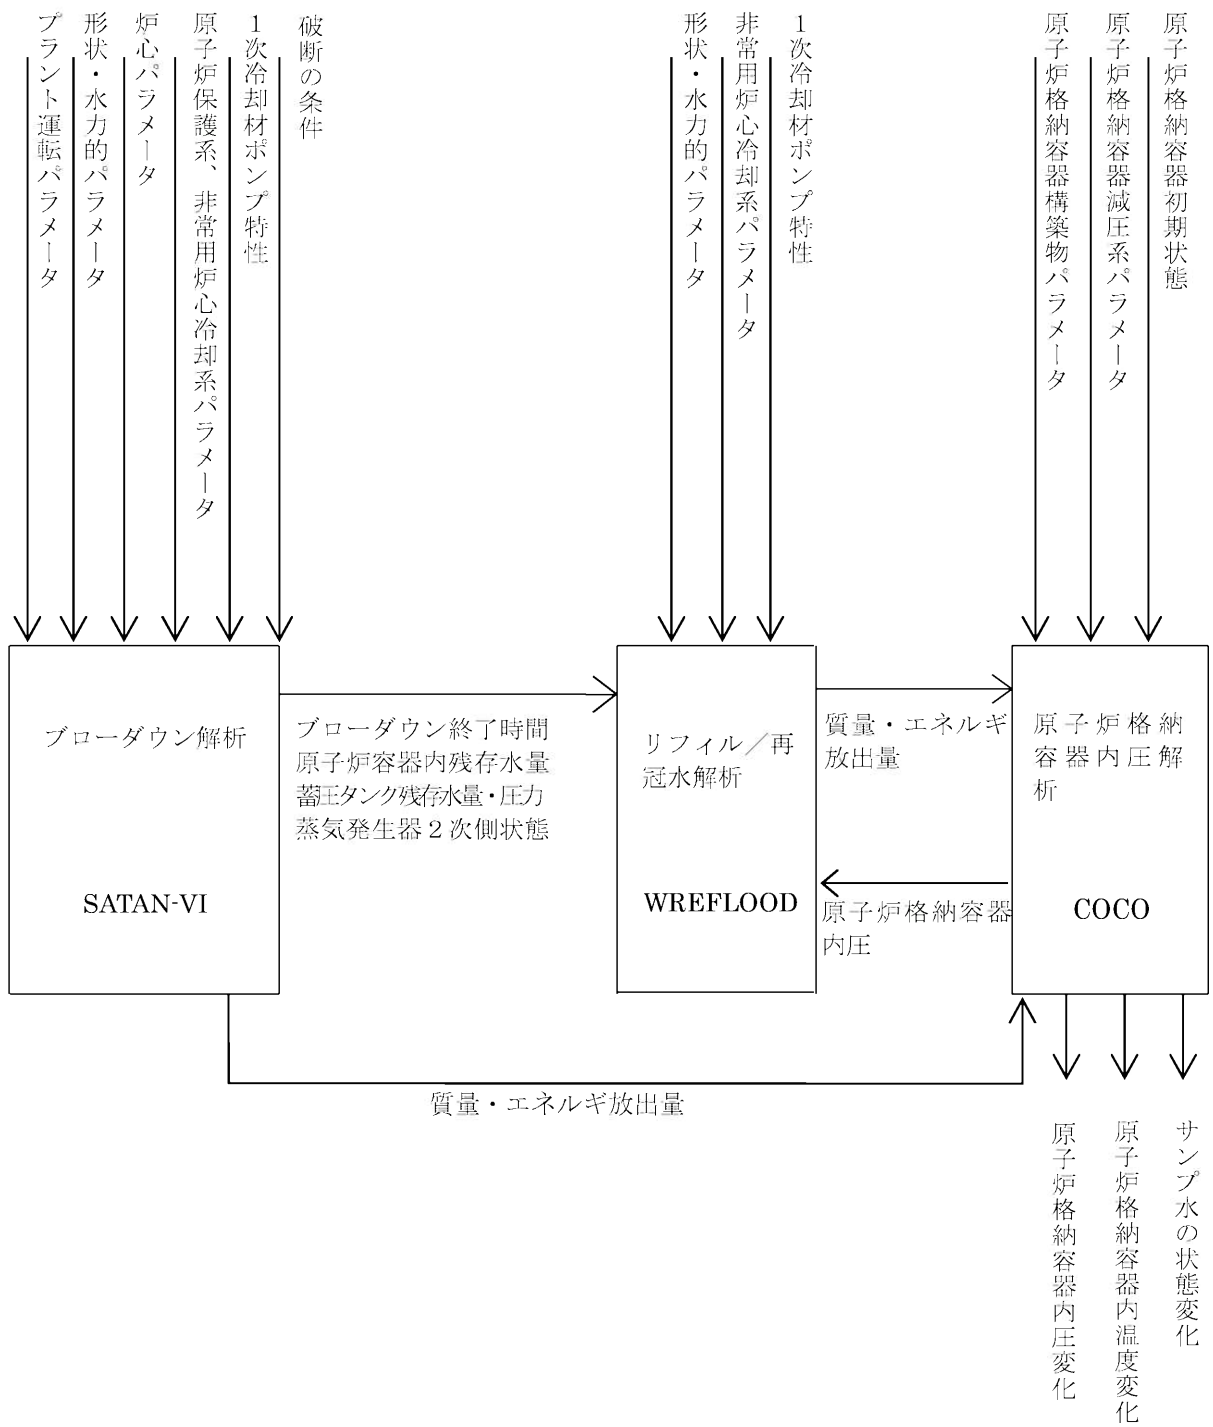 プラント運転パラメータ
形状・水力的パラメータ
炉心パラメータ
原子炉保護系、非常用炉心冷却系パラメータ
１次冷却材ポンプ特性
破断の条件
形状・水力的パラメータ
非常用炉心冷却系パラメータ
１次冷却材ポンプ特性
原子炉格納容器構築物パラメータ
原子炉格納容器減圧系パラメータ
原子炉格納容器初期状態
ブローダウン解析
SATAN-VI
ブローダウン終了時間
原子炉容器内残存水量
蓄圧タンク残存水量・圧力
蒸気発生器２次側状態
リフィル／再
冠水解析
WREFLOOD
質量・エネルギ
放出量
原子炉格納容器
内圧
原子炉格納
容器内圧解
析
COCO
質量・エネルギ放出量
原子炉格納容器内圧変化
原子炉格納容器内温度変化
サンプ水の状態変化